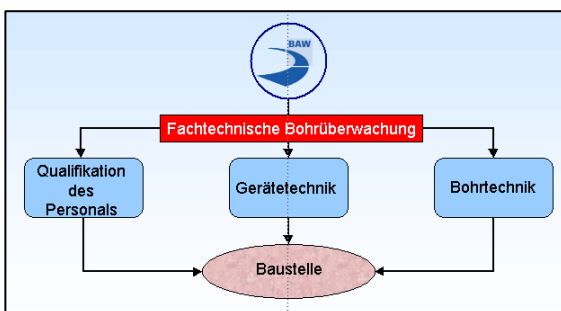 BAW
Fachtechnische Bohrüberwachung
Qualifikation
des
Personals
Gerätetechnik
Bohrtechnik
Baustelle